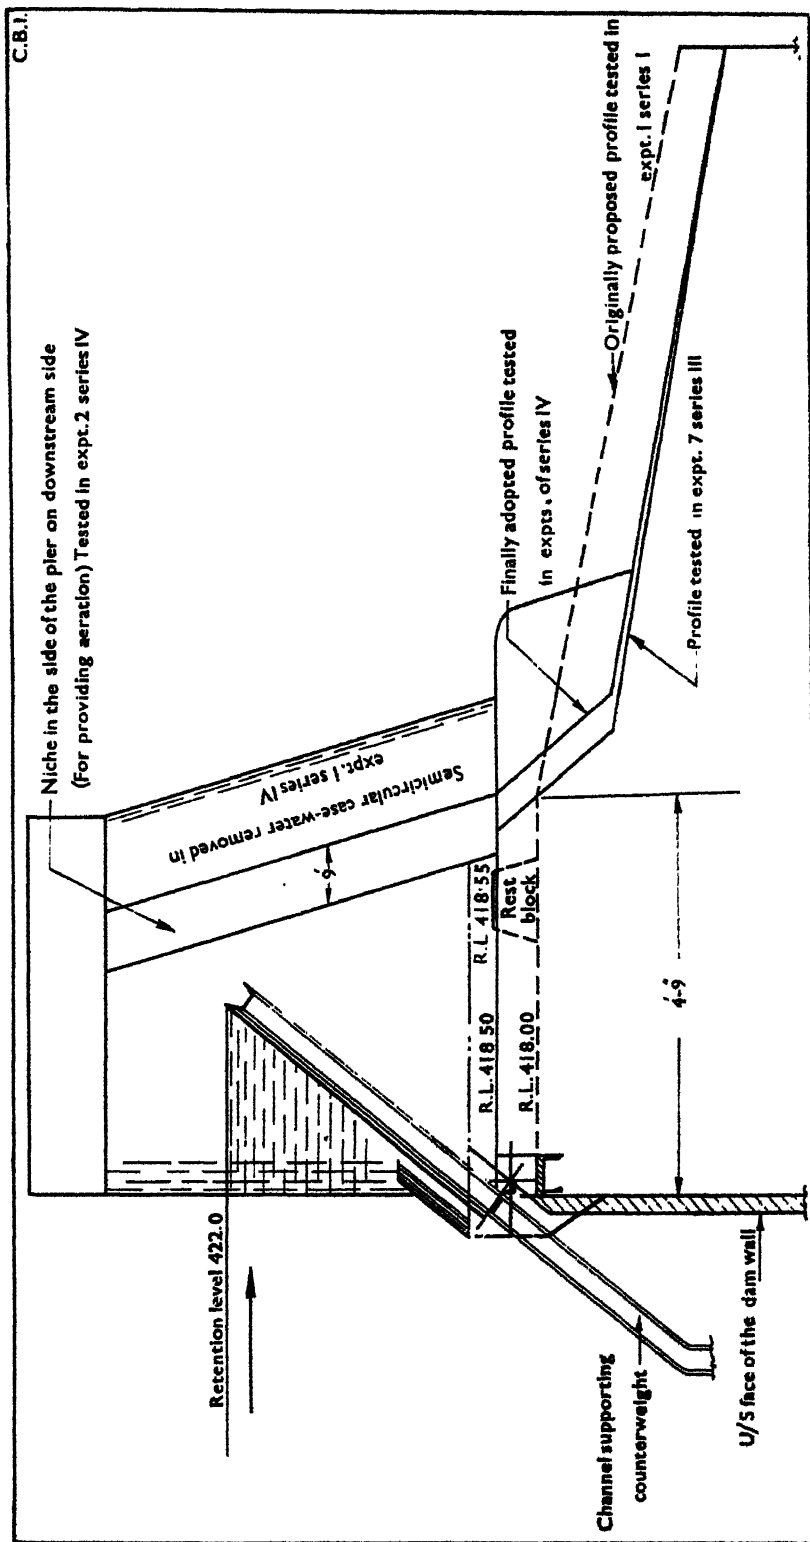 C.B.I.
Niche in the side of the pier on downstream side
(For providing aeration) Tested in expt. 2 series IV
Retention level 422.0
Semicircular case-water removed in
expt. I series IV
9"
Finally adopted profile tested
in expts. of series IV
Originally proposed profile tested in
expt. I series I
R.L. 418.55
R.L. 418 50
Rest
block
R.L. 418.00
Profile tested in expt. 7 series III
4'-9"
Channel supporting
counterweight
U/S face of the dam wall